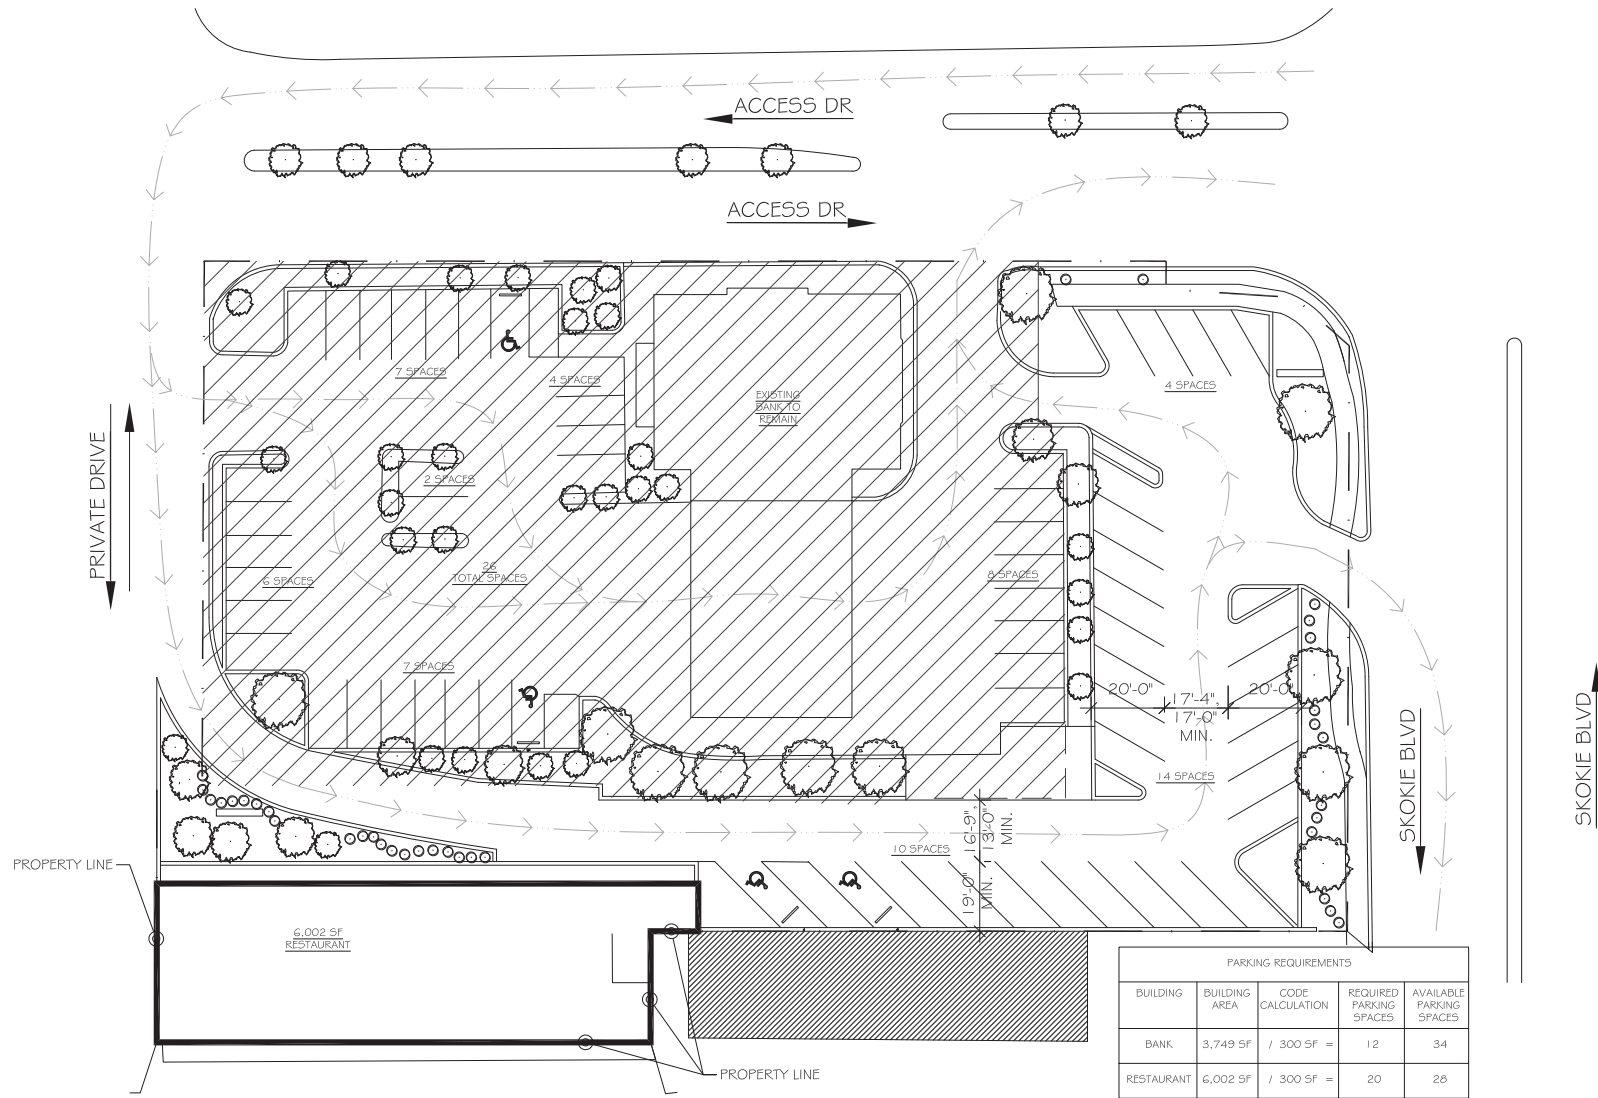 ACCESS DR
ACCESS DR
7 SPACES
4 SPACES
EXISTING
BANK TO
REMAIN
4 SPACES
PRIVATE DRIVE
2 SPACES
26
TOTAL SPACES
6 SPACES
8 SPACES
7 SPACES
20'-0"
17'-4",
17'-0"
MIN.
20'-0"
14 SPACES
SKOKIE BLVD
SKOKIE BLVD
16'-9",
13'-0"
MIN.
10 SPACES
19'-0"
MIN.
PROPERTY LINE
6,002 SF
RESTAURANT
PROPERTY LINE
PARKING REQUIREMENTS
BUILDING
BUILDING
AREA
CODE
CALCULATION
REQUIRED
PARKING
SPACES
AVAILABLE
PARKING
SPACES
BANK
3,749 SF
/ 300 SF =
12
34
RESTAURANT
6,002 SF
/ 300 SF =
20
28